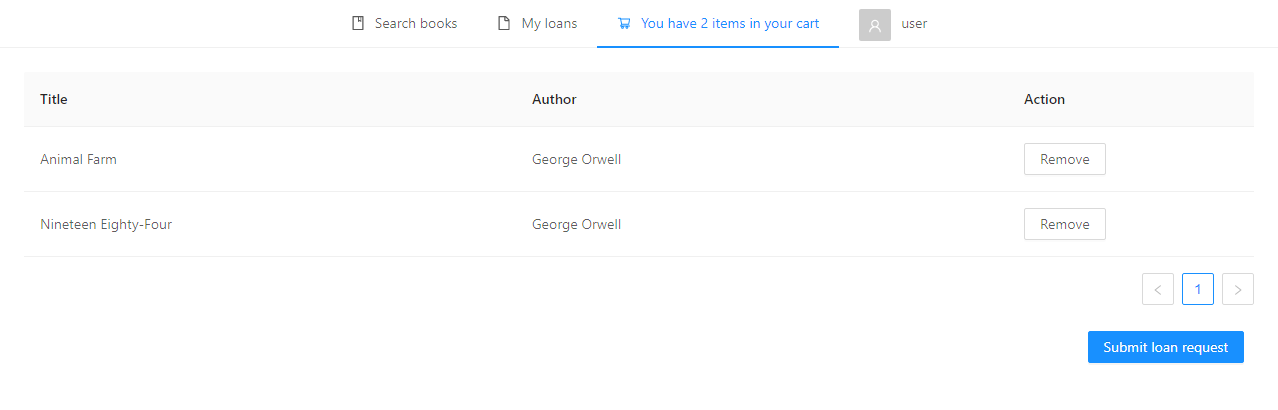 Search books My loans You have 2 items in your cart user
Title Author Action
Animal Farm George Orwell Remove
Nineteen Eighty-Four George Orwell Remove
< 1 >
Submit loan request